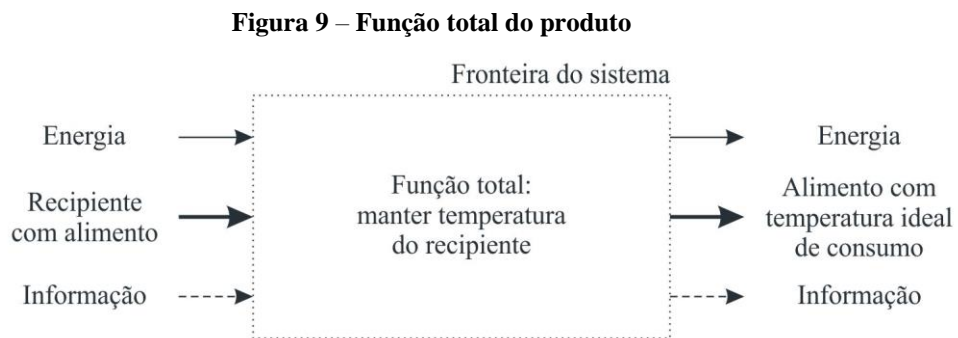 Figura 9 – Função total do produto
Fronteira do sistema
Energia
Recipiente
com alimento
Informação
Função total:
manter temperatura
do recipiente
Energia
Alimento com
temperatura ideal
de consumo
Informação